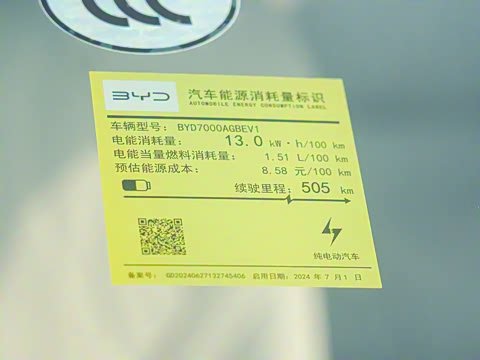 CCC
BYD 汽车能源消耗量标识
AUTOMOBILE ENERGY CONSUMPTION LABEL
车辆型号: BYD7000AGBEV1
电能消耗量: 13.0 kW·h/100 km
电能当量燃料消耗量: 1.51 L/100 km
预估能源成本: 8.58 元/100 km
续驶里程: 505 km
纯电动汽车
备案号: GD20240627132745406 启用日期: 2024 年 7 月 1 日